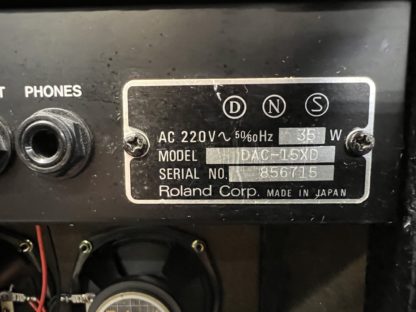 T PHONES
D N S
AC 220V~ 50/60Hz 35 W
MODEL DAC-15XD
SERIAL NO. 856715
Roland Corp. MADE IN JAPAN